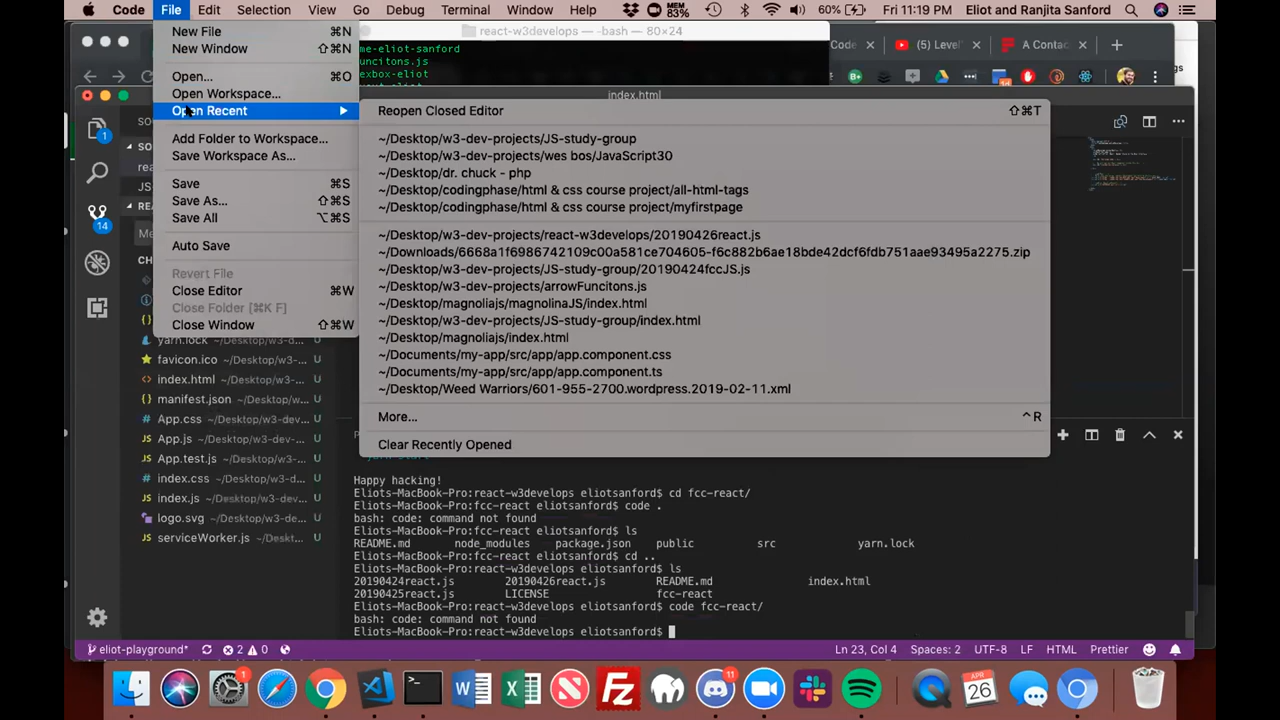 Code File Edit Selection View Go Debug Terminal Window Help MEM 83% 60% Fri 11:19 PM Eliot and Ranjita Sanford
react-w3develops — -bash — 80×24
me-eliot-sanford
funcitons.js
exbox-eliot
Code × (5) Level × A Contac ×
New File ⌘N
New Window ⇧⌘N
Open... ⌘O
Open Workspace...
Open Recent
Add Folder to Workspace...
Save Workspace As...
Save ⌘S
Save As... ⇧⌘S
Save All ⌥⌘S
Auto Save
Revert File
Close Editor ⌘W
Close Folder [⌘K F]
Close Window ⇧⌘W
index.html
Reopen Closed Editor ⇧⌘T
~/Desktop/w3-dev-projects/JS-study-group
~/Desktop/w3-dev-projects/wes bos/JavaScript30
~/Desktop/dr. chuck - php
~/Desktop/codingphase/html & css course project/all-html-tags
~/Desktop/codingphase/html & css course project/myfirstpage
~/Desktop/w3-dev-projects/react-w3develops/20190426react.js
~/Downloads/6668a1f6986742109c00a581ce704605-f6c882b6ae18bde42dcf6fdb751aae93495a2275.zip
~/Desktop/w3-dev-projects/JS-study-group/20190424fccJS.js
~/Desktop/w3-dev-projects/arrowFuncitons.js
~/Desktop/magnoliajs/magnolinaJS/index.html
~/Desktop/w3-dev-projects/JS-study-group/index.html
~/Desktop/magnoliajs/index.html
~/Documents/my-app/src/app/app.component.css
~/Documents/my-app/src/app/app.component.ts
~/Desktop/Weed Warriors/601-955-2700.wordpress.2019-02-11.xml
More... ^R
Clear Recently Opened
1
14
yarn.lock ~/Desktop/w3-... U
favicon.ico ~/Desktop/w3-... U
index.html ~/Desktop/w3-d... U
manifest.json ~/Desktop/w... U
App.css ~/Desktop/w3-dev... U
App.js ~/Desktop/w3-dev-... U
App.test.js ~/Desktop/w3-... U
index.css ~/Desktop/w3-d... U
index.js ~/Desktop/w3-dev... U
logo.svg ~/Desktop/w3-de... U
serviceWorker.js ~/Deskt... U
Happy hacking!
Eliots-MacBook-Pro:react-w3develops eliotsanford$ cd fcc-react/
Eliots-MacBook-Pro:fcc-react eliotsanford$ code .
bash: code: command not found
Eliots-MacBook-Pro:fcc-react eliotsanford$ ls
README.md node_modules package.json public src yarn.lock
Eliots-MacBook-Pro:fcc-react eliotsanford$ cd ..
Eliots-MacBook-Pro:react-w3develops eliotsanford$ ls
20190424react.js 20190426react.js README.md index.html
20190425react.js LICENSE fcc-react
Eliots-MacBook-Pro:react-w3develops eliotsanford$ code fcc-react/
bash: code: command not found
Eliots-MacBook-Pro:react-w3develops eliotsanford$
eliot-playground* 2 0 Ln 23, Col 4 Spaces: 2 UTF-8 LF HTML Prettier
1 APR 26 11